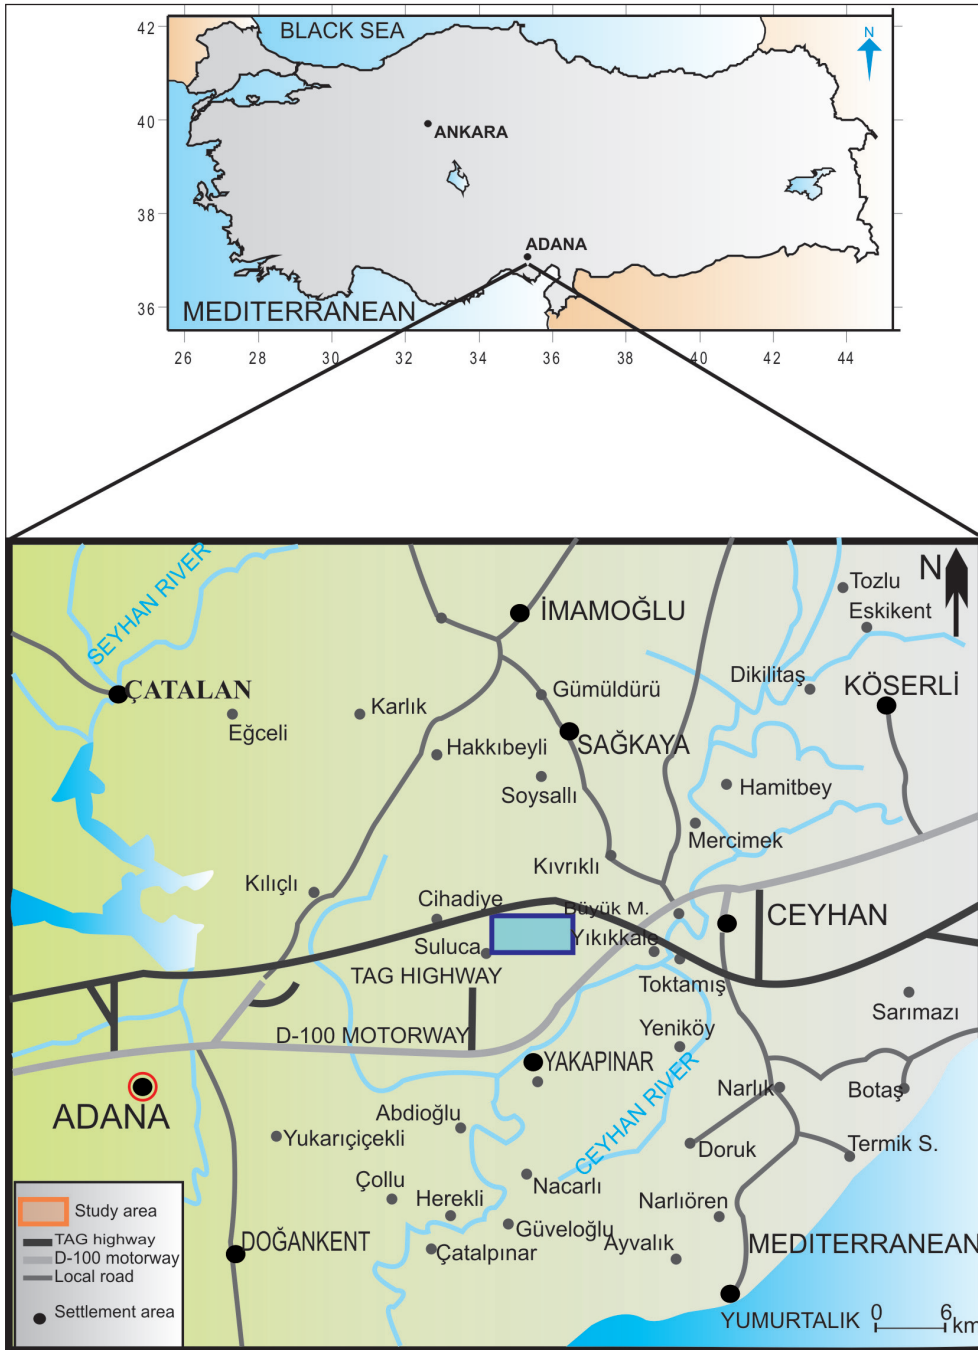 42
BLACK SEA
N
40
ANKARA
38
ADANA
36
MEDITERRANEAN
26
28
30
32
34
35
36
38
40
42
44
SEYHAN RIVER
N
Tozlu
Eskikent
İMAMOĞLU
Dikilitaş
ÇATALAN
Gümüldürü
KÖSERLİ
Karlık
Eğceli
SAĞKAYA
Hakkıbeyli
Soysallı
Hamitbey
Mercimek
Kıvrıklı
Kılıçlı
Cihadiye
Büyük M.
CEYHAN
Suluca
Yıkıkkale
TAG HIGHWAY
Toktamış
Sarımazı
D-100 MOTORWAY
Yeniköy
YAKAPINAR
CEYHAN RIVER
Narlık
Botaş
ADANA
Abdioğlu
Yukarıçiçekli
Doruk
Termik S.
Çollu
Nacarlı
Herekli
Narlıören
Güveloğlu
DOĞANKENT
Çatalpınar
Ayvalık
MEDITERRANEAN
YUMURTALIK
0 6
km
Study area
TAG highway
D-100 motorway
Local road
Settlement area